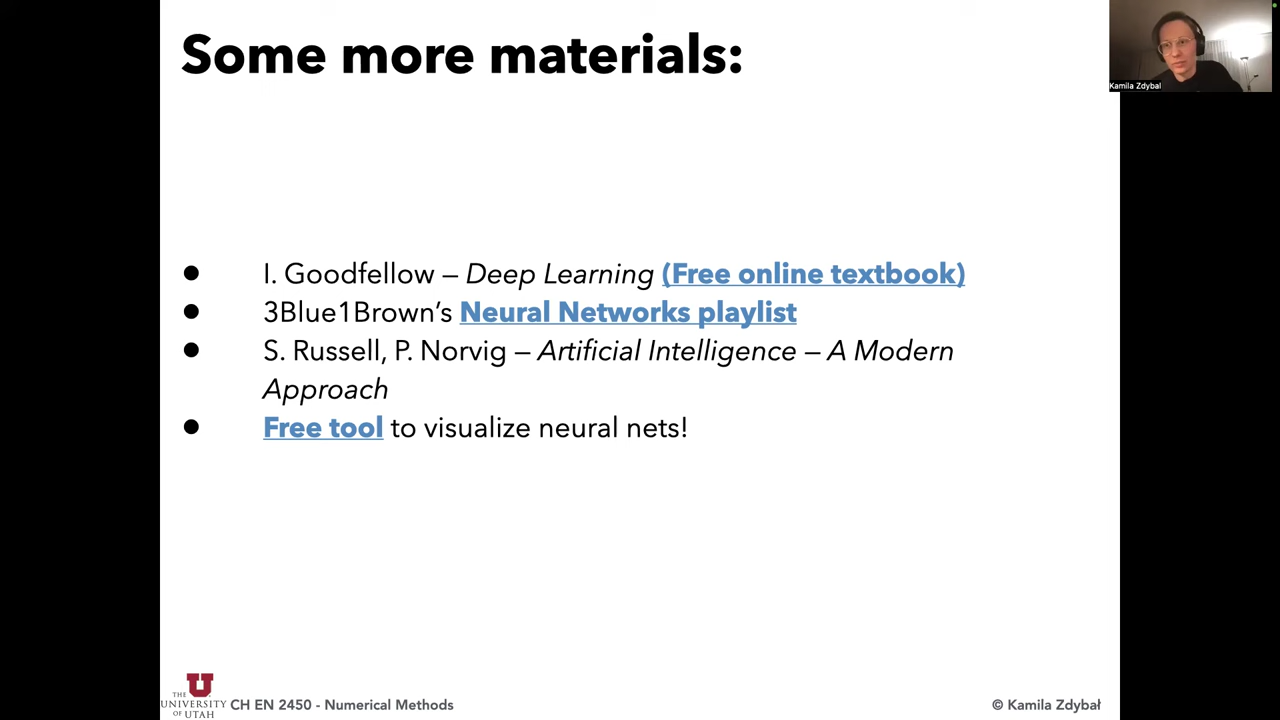 Some more materials:
Kamila Zdybal
● I. Goodfellow – Deep Learning (Free online textbook)
● 3Blue1Brown’s Neural Networks playlist
● S. Russell, P. Norvig – Artificial Intelligence – A Modern
Approach
● Free tool to visualize neural nets!
THE
UNIVERSITY
OF UTAH
CH EN 2450 - Numerical Methods
© Kamila Zdybał